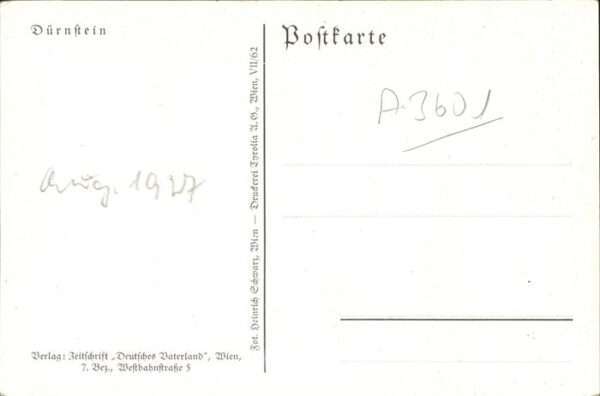 Dürnstein
Postkarte
A.3601
Aug. 1927
Fot. Heinrich Schwarz, Wien — Druckerei Tyrolia A.G., Wien, VII/62
Verlag: Zeitschrift „Deutsches Vaterland", Wien,
7. Bez., Westbahnstraße 5